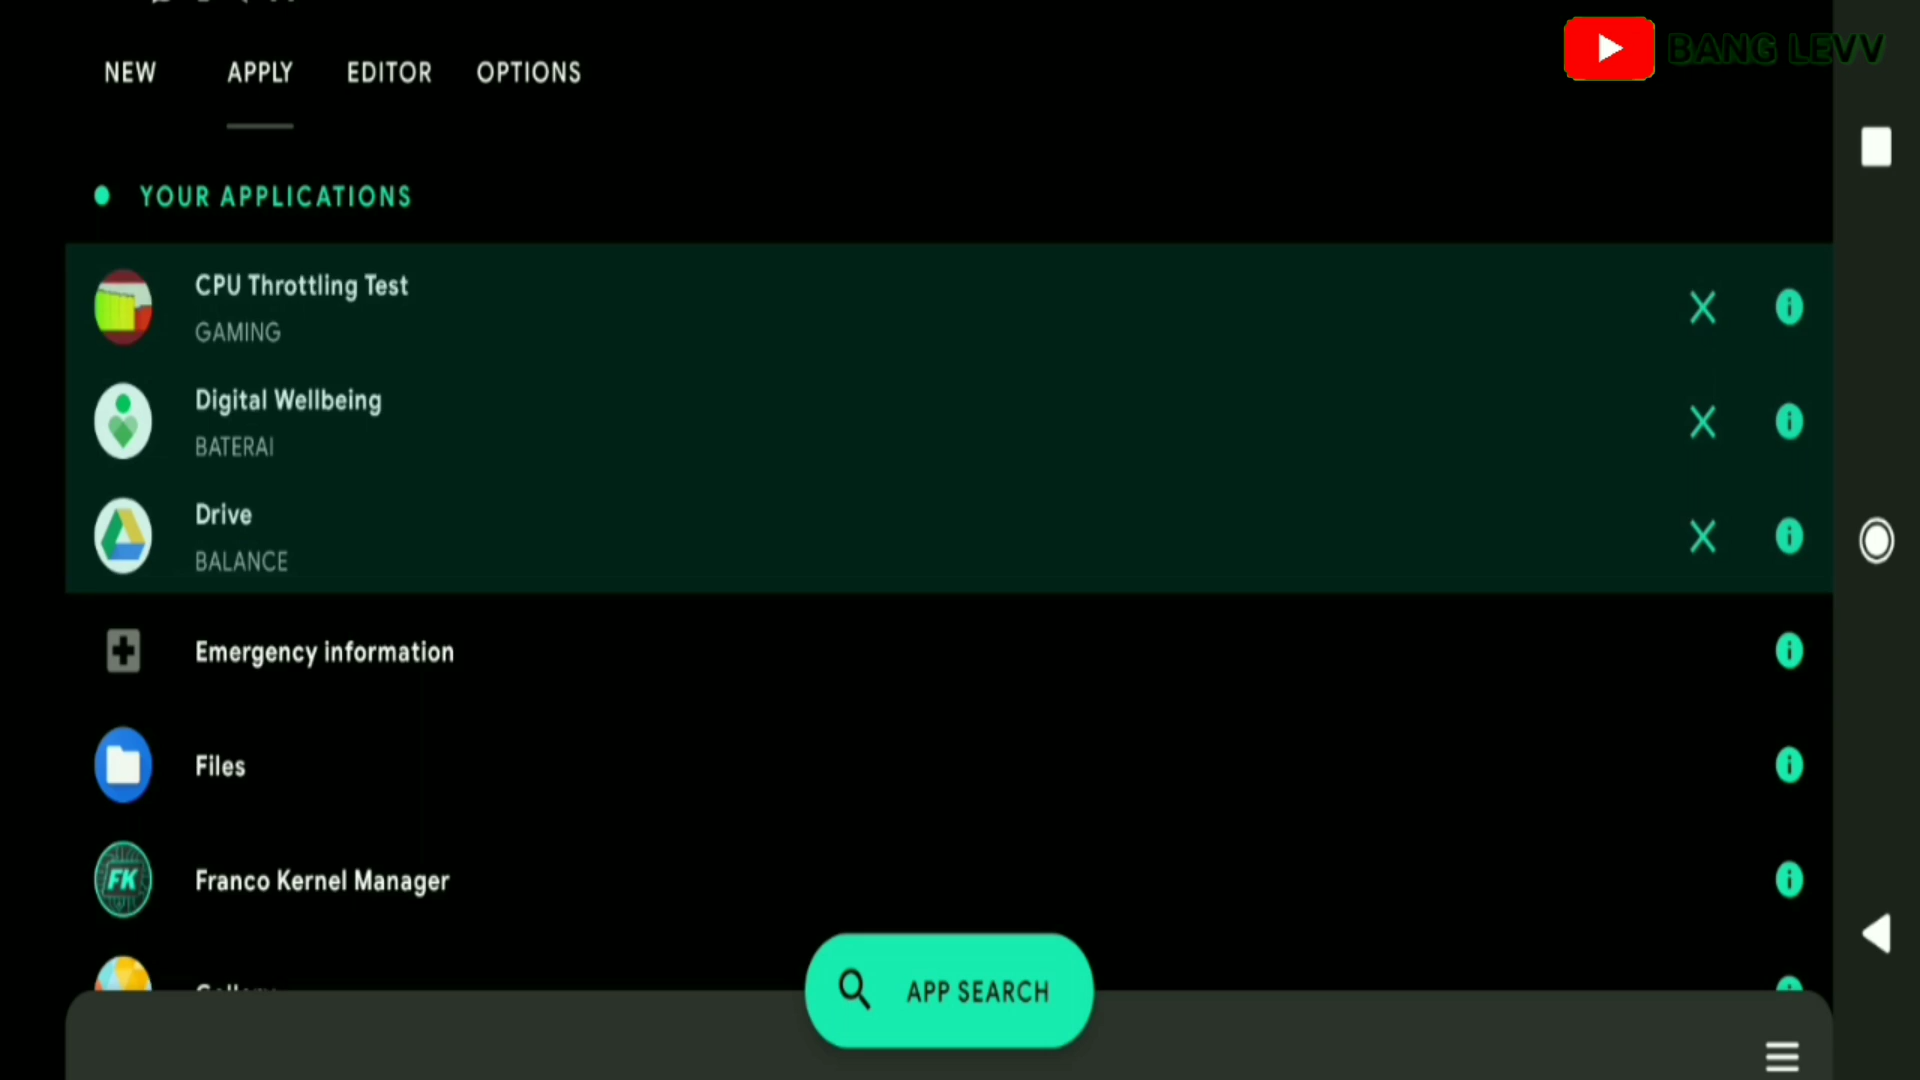 BANG LEVV
NEW APPLY EDITOR OPTIONS
YOUR APPLICATIONS
CPU Throttling Test
GAMING
Digital Wellbeing
BATERAI
Drive
BALANCE
Emergency information
Files
FK
Franco Kernel Manager
APP SEARCH